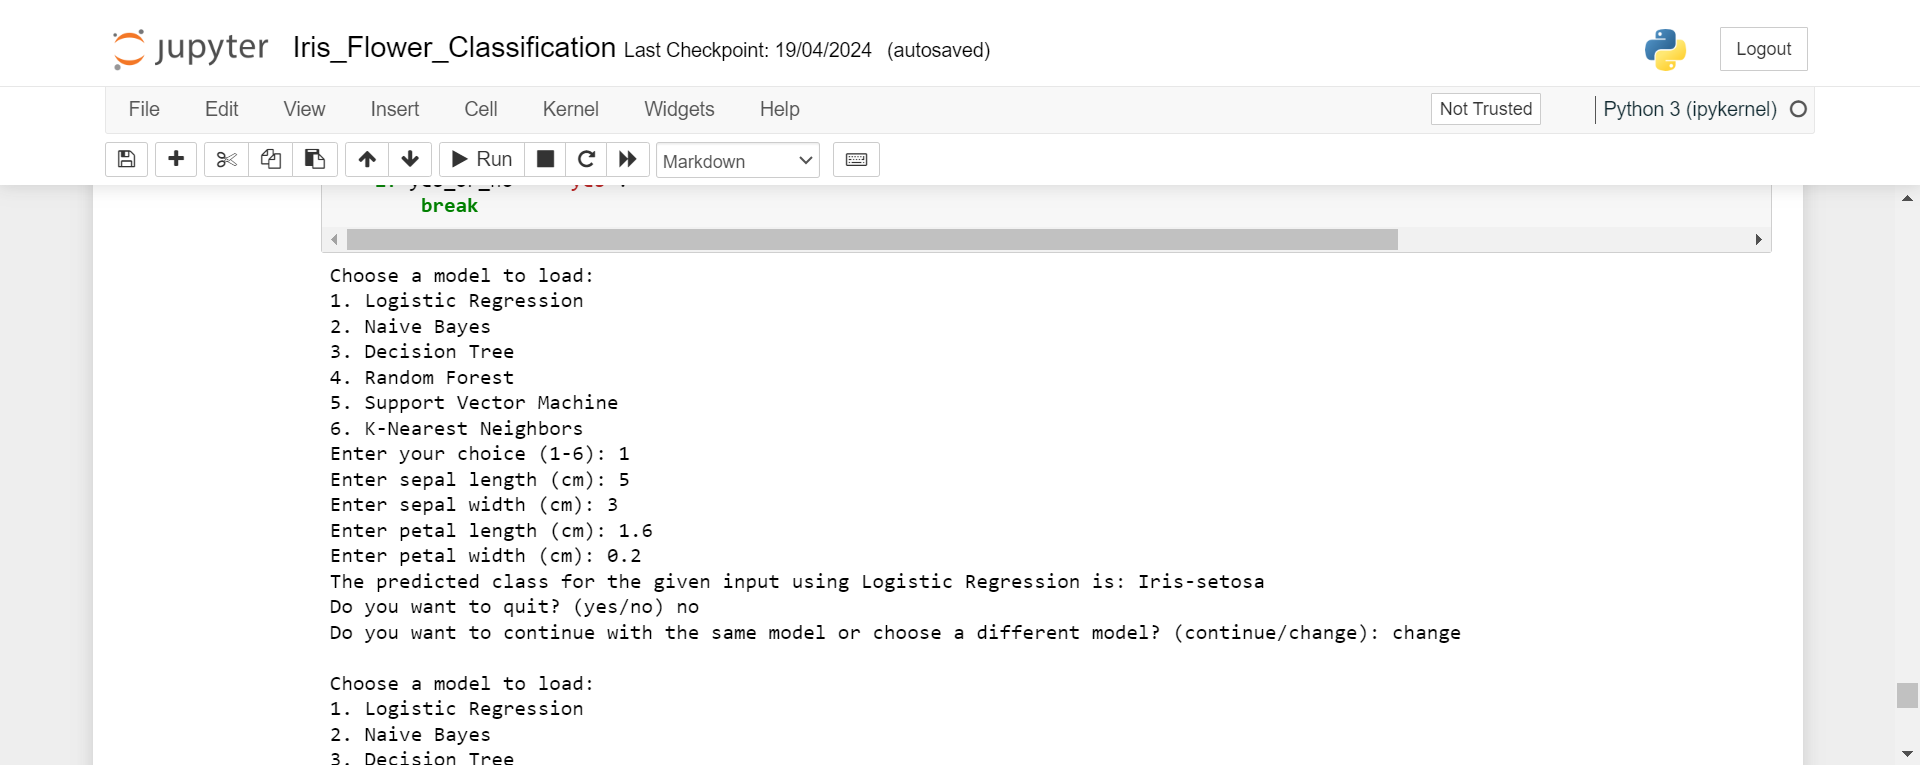 jupyter Iris_Flower_Classification Last Checkpoint: 19/04/2024 (autosaved)
Logout
File Edit View Insert Cell Kernel Widgets Help
Not Trusted
Python 3 (ipykernel)
Run
Markdown
break
Choose a model to load:
1. Logistic Regression
2. Naive Bayes
3. Decision Tree
4. Random Forest
5. Support Vector Machine
6. K-Nearest Neighbors
Enter your choice (1-6): 1
Enter sepal length (cm): 5
Enter sepal width (cm): 3
Enter petal length (cm): 1.6
Enter petal width (cm): 0.2
The predicted class for the given input using Logistic Regression is: Iris-setosa
Do you want to quit? (yes/no) no
Do you want to continue with the same model or choose a different model? (continue/change): change
Choose a model to load:
1. Logistic Regression
2. Naive Bayes
3. Decision Tree